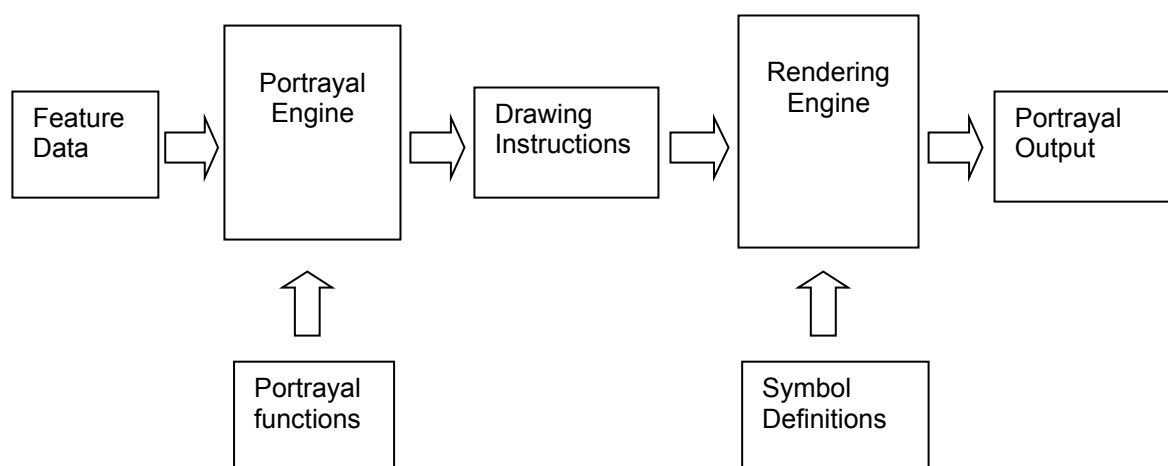 Feature
Data
Portrayal
Engine
Drawing
Instructions
Rendering
Engine
Portrayal
Output
Portrayal
functions
Symbol
Definitions